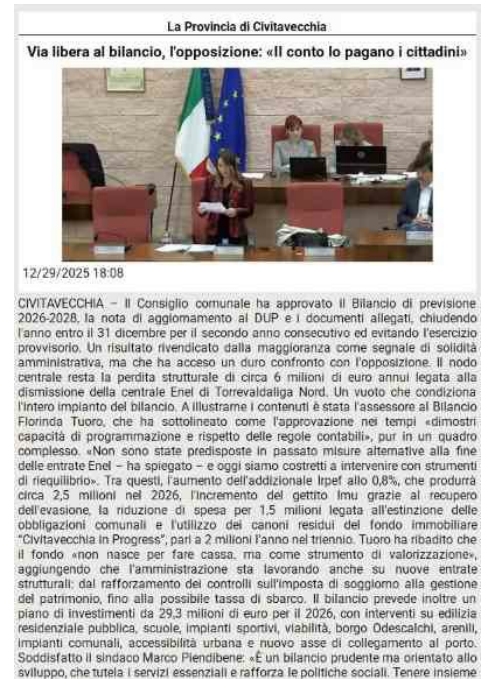 La Provincia di Civitavecchia
Via libera al bilancio, l'opposizione: «Il conto lo pagano i cittadini»
12/29/2025 18:08
CIVITAVECCHIA – Il Consiglio comunale ha approvato il Bilancio di previsione
2026-2028, la nota di aggiornamento al DUP e i documenti allegati, chiudendo
l'anno entro il 31 dicembre per il secondo anno consecutivo ed evitando l'esercizio
provvisorio. Un risultato rivendicato dalla maggioranza come segnale di solidità
amministrativa, ma che ha acceso un duro confronto con l'opposizione. Il nodo
centrale resta la perdita strutturale di circa 6 milioni di euro annui legata alla
dismissione della centrale Enel di Torrevaldaliga Nord. Un vuoto che condiziona
l'intero impianto del bilancio. A illustrarne i contenuti è stata l'assessore al Bilancio
Florinda Tuoro, che ha sottolineato come l'approvazione nei tempi «dimostri
capacità di programmazione e rispetto delle regole contabili», pur in un quadro
complesso. «Non sono state predisposte in passato misure alternative alla fine
delle entrate Enel – ha spiegato – e oggi siamo costretti a intervenire con strumenti
di riequilibrio». Tra questi, l'aumento dell'addizionale Irpef allo 0,8%, che produrrà
circa 2,5 milioni nel 2026, l'incremento del gettito Imu grazie al recupero
dell'evasione, la riduzione di spesa per 1,5 milioni legata all'estinzione delle
obbligazioni comunali e l'utilizzo dei canoni residui del fondo immobiliare
"Civitavecchia in Progress", pari a 2 milioni l'anno nel triennio. Tuoro ha ribadito che
il fondo «non nasce per fare cassa, ma come strumento di valorizzazione»,
aggiungendo che l'amministrazione sta lavorando anche su nuove entrate
strutturali: dal rafforzamento dei controlli sull'imposta di soggiorno alla gestione
del patrimonio, fino alla possibile tassa di sbarco. Il bilancio prevede inoltre un
piano di investimenti da 29,3 milioni di euro per il 2026, con interventi su edilizia
residenziale pubblica, scuole, impianti sportivi, viabilità, borgo Odescalchi, arenili,
impianti comunali, accessibilità urbana e nuovo asse di collegamento al porto.
Soddisfatto il sindaco Marco Piendibene: «È un bilancio prudente ma orientato allo
sviluppo, che tutela i servizi essenziali e rafforza le politiche sociali. Tenere insieme